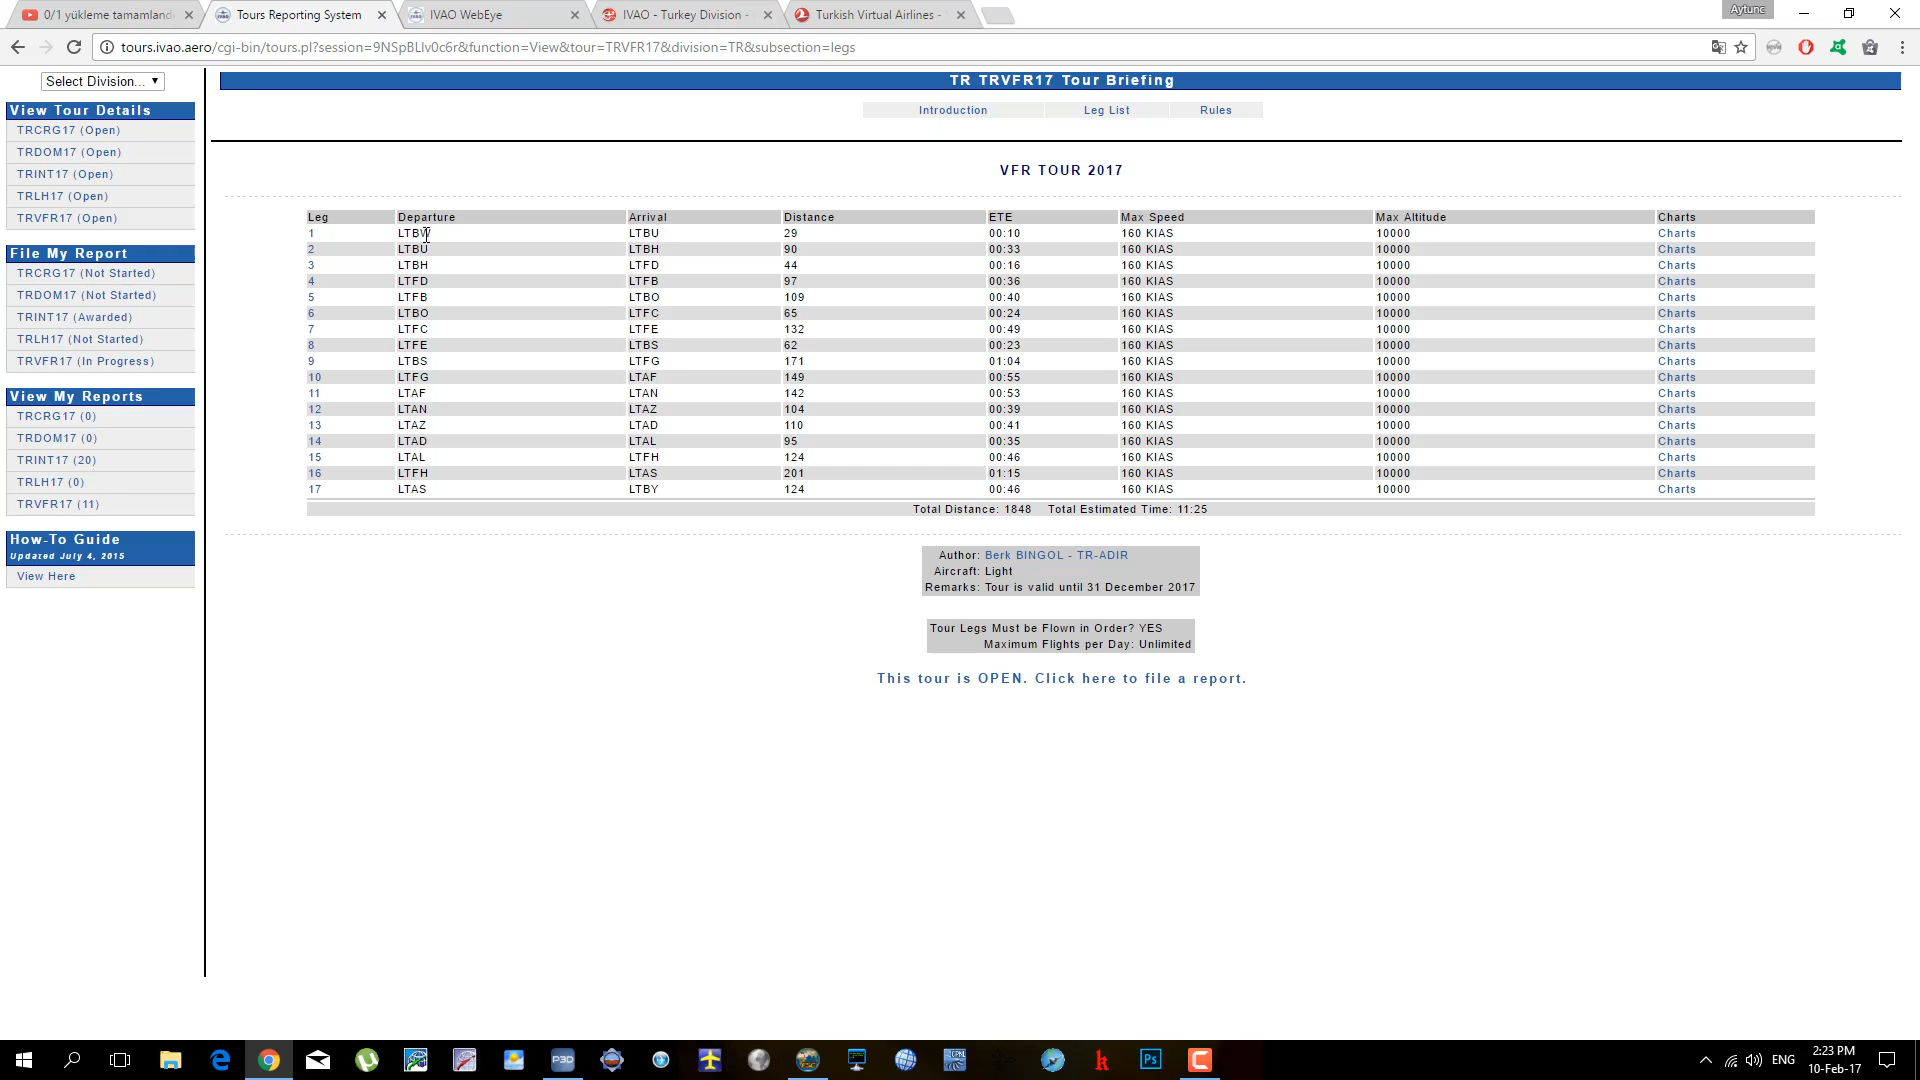 0/1 yükleme tamamland
Tours Reporting System
IVAO WebEye
IVAO - Turkey Division -
Turkish Virtual Airlines -
Aytunc
tours.ivao.aero/cgi-bin/tours.pl?session=9NSpBLlv0c6r&function=View&tour=TRVFR17&division=TR&subsection=legs
Select Division...
View Tour Details
TRCRG17 (Open)
TRDOM17 (Open)
TRINT17 (Open)
TRLH17 (Open)
TRVFR17 (Open)
File My Report
TRCRG17 (Not Started)
TRDOM17 (Not Started)
TRINT17 (Awarded)
TRLH17 (Not Started)
TRVFR17 (In Progress)
View My Reports
TRCRG17 (0)
TRDOM17 (0)
TRINT17 (20)
TRLH17 (0)
TRVFR17 (11)
How-To Guide
Updated July 4, 2015
View Here
TR TRVFR17 Tour Briefing
Introduction Leg List Rules
VFR TOUR 2017
Leg Departure Arrival Distance ETE Max Speed Max Altitude Charts
1 LTBW LTBU 29 00:10 160 KIAS 10000 Charts
2 LTBU LTBH 90 00:33 160 KIAS 10000 Charts
3 LTBH LTFD 44 00:16 160 KIAS 10000 Charts
4 LTFD LTFB 97 00:36 160 KIAS 10000 Charts
5 LTFB LTBO 109 00:40 160 KIAS 10000 Charts
6 LTBO LTFC 65 00:24 160 KIAS 10000 Charts
7 LTFC LTFE 132 00:49 160 KIAS 10000 Charts
8 LTFE LTBS 62 00:23 160 KIAS 10000 Charts
9 LTBS LTFG 171 01:04 160 KIAS 10000 Charts
10 LTFG LTAF 149 00:55 160 KIAS 10000 Charts
11 LTAF LTAN 142 00:53 160 KIAS 10000 Charts
12 LTAN LTAZ 104 00:39 160 KIAS 10000 Charts
13 LTAZ LTAD 110 00:41 160 KIAS 10000 Charts
14 LTAD LTAL 95 00:35 160 KIAS 10000 Charts
15 LTAL LTFH 124 00:46 160 KIAS 10000 Charts
16 LTFH LTAS 201 01:15 160 KIAS 10000 Charts
17 LTAS LTBY 124 00:46 160 KIAS 10000 Charts
Total Distance: 1848 Total Estimated Time: 11:25
Author: Berk BINGOL - TR-ADIR
Aircraft: Light
Remarks: Tour is valid until 31 December 2017
Tour Legs Must be Flown in Order? YES
Maximum Flights per Day: Unlimited
This tour is OPEN. Click here to file a report.
P3D
CPNL
k
Ps
C
ENG
2:23 PM
10-Feb-17